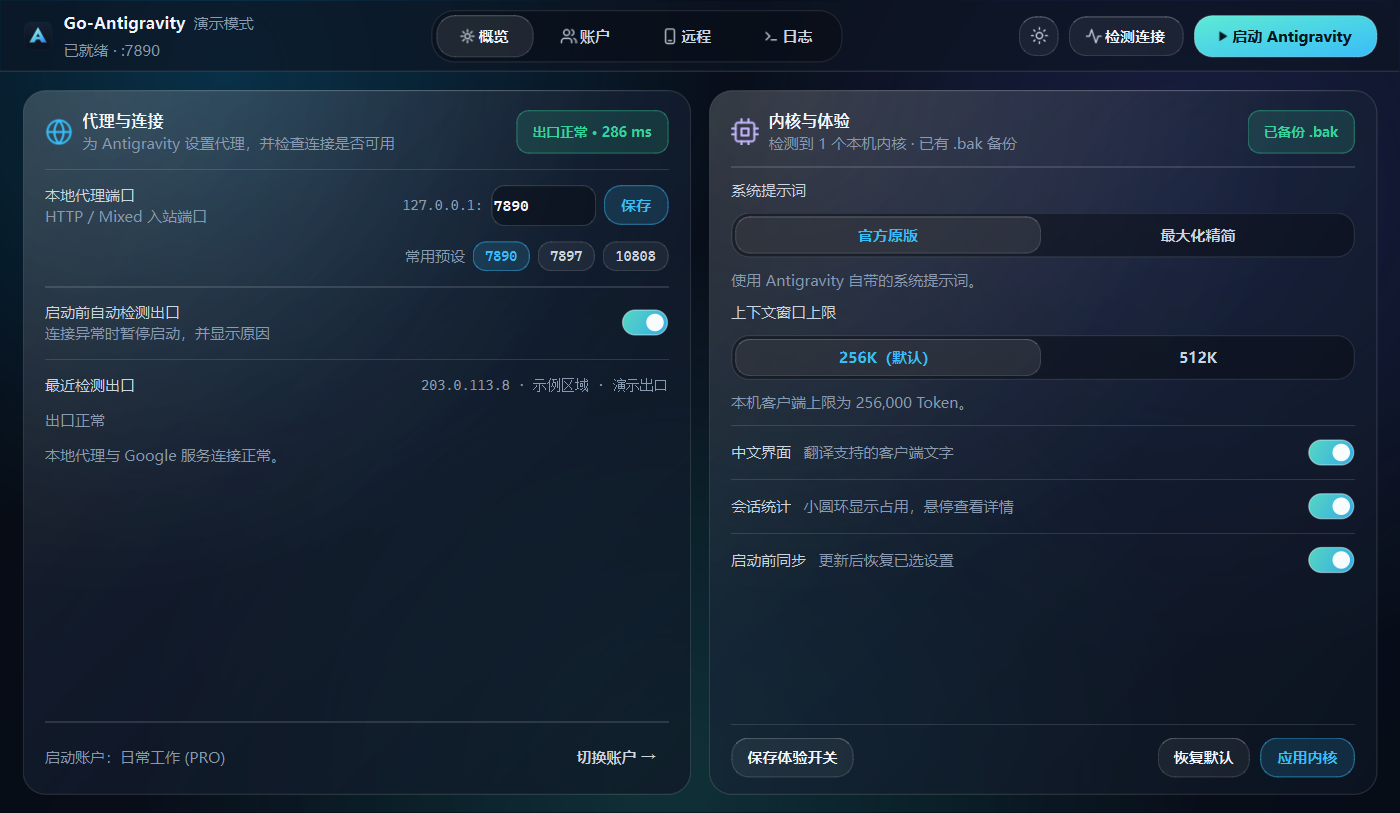 Go-Antigravity 演示模式
已就绪 · :7890
概览
账户
远程
日志
检测连接
启动 Antigravity
代理与连接
为 Antigravity 设置代理，并检查连接是否可用
出口正常 • 286 ms
本地代理端口
HTTP / Mixed 入站端口
127.0.0.1: 7890 保存
常用预设 7890 7897 10808
启动前自动检测出口
连接异常时暂停启动，并显示原因
最近检测出口 203.0.113.8 · 示例区域 · 演示出口
出口正常
本地代理与 Google 服务连接正常。
启动账户：日常工作 (PRO) 切换账户 →
内核与体验
检测到 1 个本机内核 · 已有 .bak 备份
已备份 .bak
系统提示词
官方原版 最大化精简
使用 Antigravity 自带的系统提示词。
上下文窗口上限
256K（默认） 512K
本机客户端上限为 256,000 Token。
中文界面 翻译支持的客户端文字
会话统计 小圆环显示占用，悬停查看详情
启动前同步 更新后恢复已选设置
保存体验开关 恢复默认 应用内核